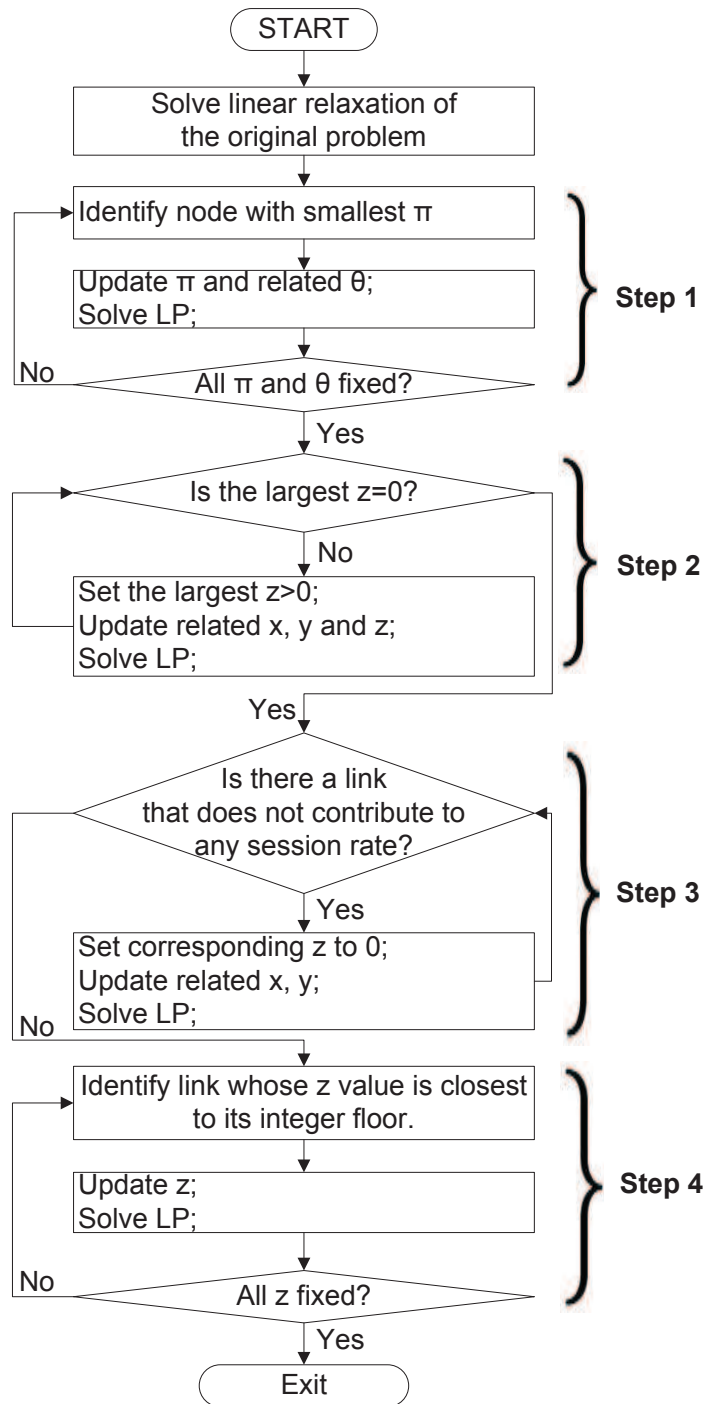 START
Solve linear relaxation of
the original problem
Identify node with smallest π
Update π and related θ;
Solve LP;
Step 1
No
All π and θ fixed?
Yes
Is the largest z=0?
No
Step 2
Set the largest z>0;
Update related x, y and z;
Solve LP;
Yes
Is there a link
that does not contribute to
any session rate?
Step 3
Yes
Set corresponding z to 0;
Update related x, y;
Solve LP;
No
Identify link whose z value is closest
to its integer floor.
Update z;
Solve LP;
Step 4
No
All z fixed?
Yes
Exit